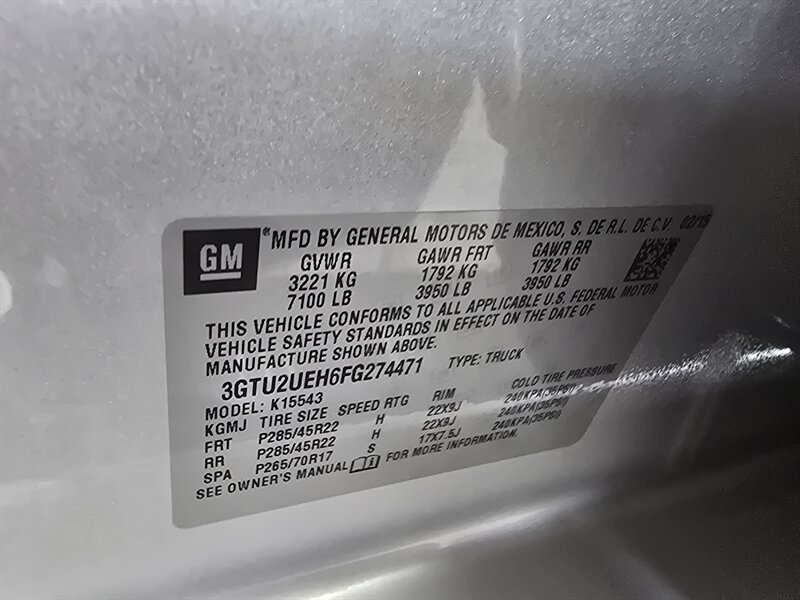 GM *MFD BY GENERAL MOTORS DE MEXICO, S. DE R.L. DE C.V. 02/15
GVWR GAWR FRT GAWR RR
3221 KG 1792 KG 1792 KG
7100 LB 3950 LB 3950 LB
THIS VEHICLE CONFORMS TO ALL APPLICABLE U.S. FEDERAL MOTOR
VEHICLE SAFETY STANDARDS IN EFFECT ON THE DATE OF
MANUFACTURE SHOWN ABOVE.
3GTU2UEH6FG274471 TYPE: TRUCK
MODEL: K15543
KGMJ TIRE SIZE SPEED RTG RIM COLD TIRE PRESSURE
FRT P285/45R22 H 22X9J 240KPA(35PSI)
RR P285/45R22 H 22X9J 240KPA(35PSI)
SPA P265/70R17 S 17X7.5J 240KPA(35PSI)
SEE OWNER'S MANUAL FOR MORE INFORMATION.